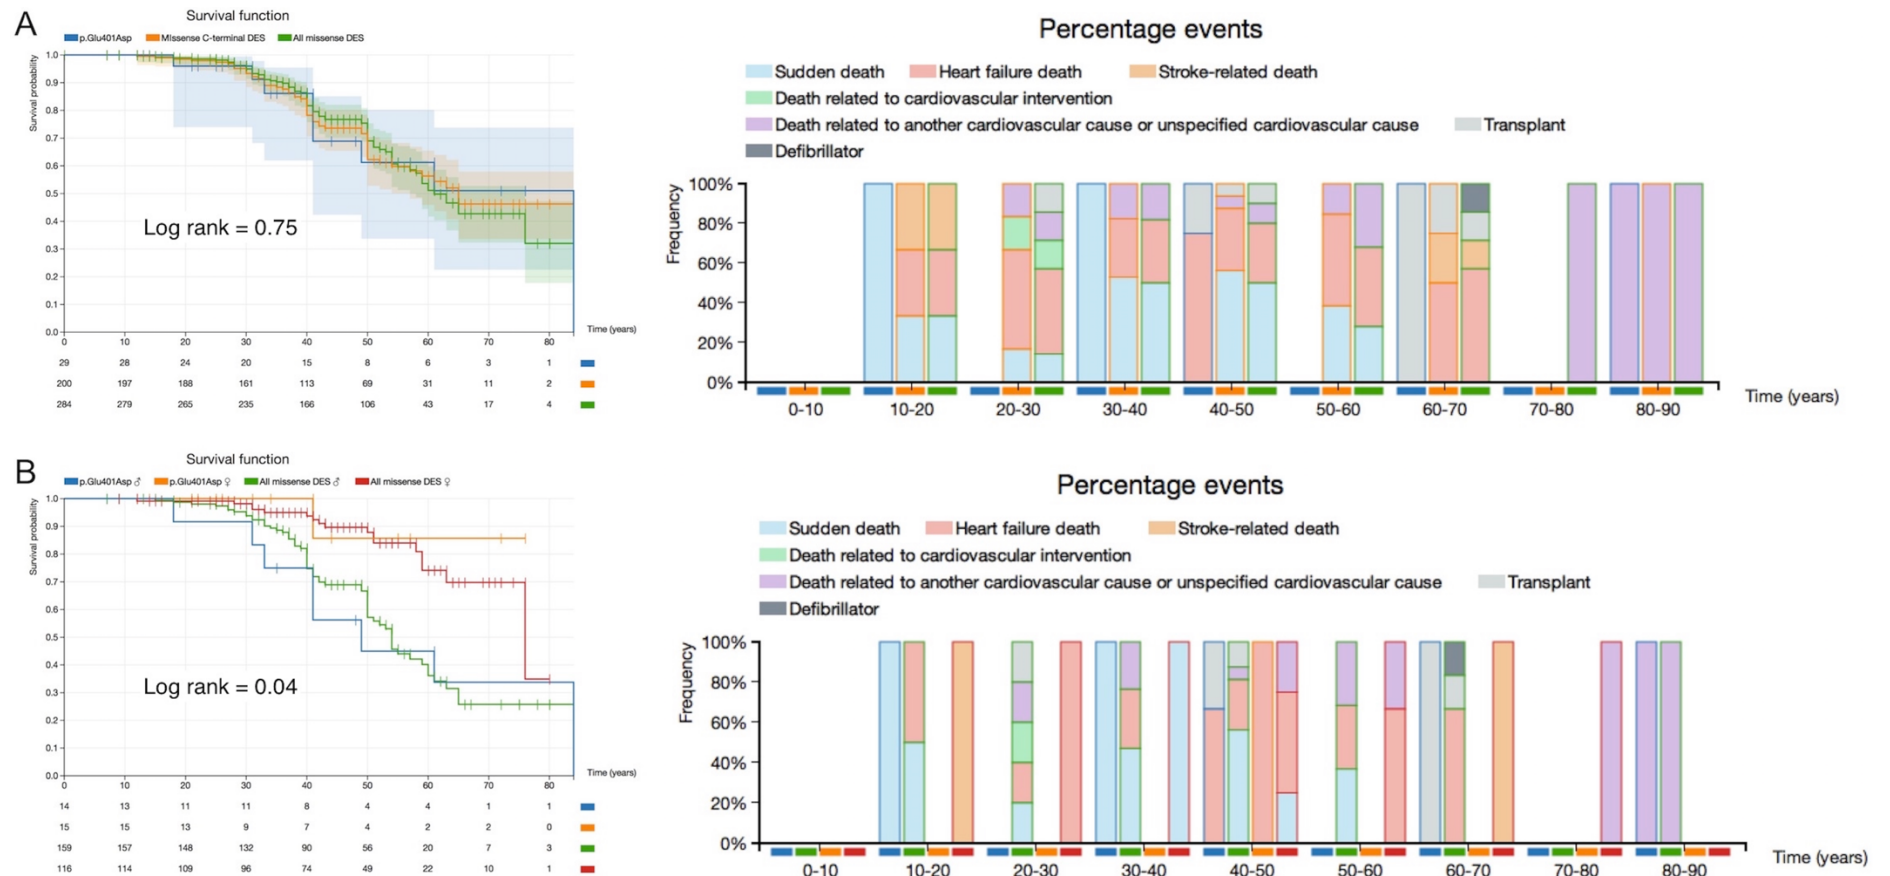 A
Survival function
p.Glu401Asp Missense C-terminal DES All missense DES
Survival probability
1.0
0.9
0.8
0.7
0.6
0.5
0.4
0.3
0.2
0.1
0.0
Log rank = 0.75
0 10 20 30 40 50 60 70 80
Time (years)
29 28 24 20 15 8 6 3 1
200 197 188 161 113 69 31 11 2
284 279 265 235 166 106 43 17 4
Percentage events
Sudden death Heart failure death Stroke-related death
Death related to cardiovascular intervention
Death related to another cardiovascular cause or unspecified cardiovascular cause Transplant
Defibrillator
Frequency
100%
80%
60%
40%
20%
0%
0-10 10-20 20-30 30-40 40-50 50-60 60-70 70-80 80-90
Time (years)
B
Survival function
p.Glu401Asp ♂ p.Glu401Asp ♀ All missense DES ♂ All missense DES ♀
Survival probability
1.0
0.9
0.8
0.7
0.6
0.5
0.4
0.3
0.2
0.1
0.0
Log rank = 0.04
0 10 20 30 40 50 60 70 80
Time (years)
14 13 11 11 8 4 4 1 1
15 15 13 9 7 4 2 2 0
159 157 148 132 90 56 20 7 3
116 114 109 96 74 49 22 10 1
Percentage events
Sudden death Heart failure death Stroke-related death
Death related to cardiovascular intervention
Death related to another cardiovascular cause or unspecified cardiovascular cause Transplant
Defibrillator
Frequency
100%
80%
60%
40%
20%
0%
0-10 10-20 20-30 30-40 40-50 50-60 60-70 70-80 80-90
Time (years)